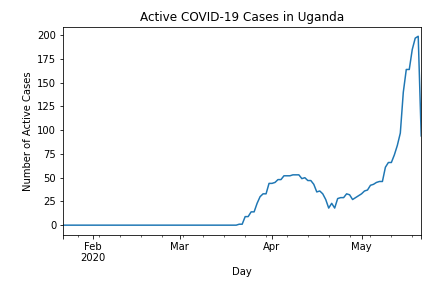 Active COVID-19 Cases in Uganda
Number of Active Cases
200
175
150
125
100
75
50
25
0
Feb Mar Apr May
2020
Day